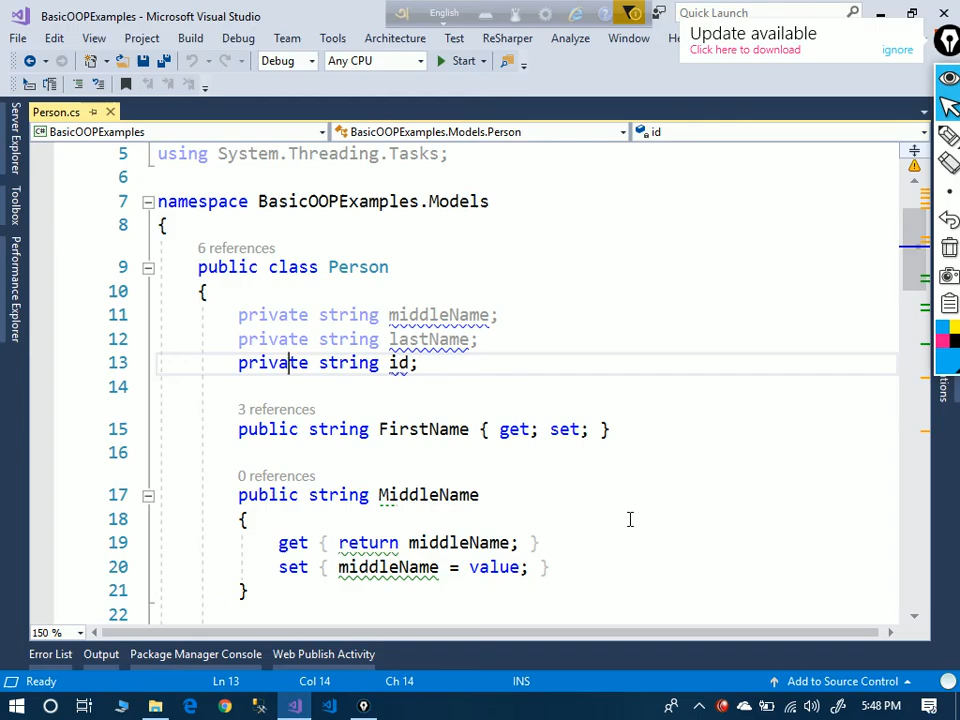 BasicOOPExamples - Microsoft Visual Studio
English
Quick Launch
File Edit View Project Build Debug Team Tools Architecture Test ReSharper Analyze Window
Update available
Click here to download
ignore
Debug
Any CPU
Start
Person.cs
BasicOOPExamples
BasicOOPExamples.Models.Person
id
Server Explorer
Toolbox
Performance Explorer
5 using System.Threading.Tasks;
6
7 namespace BasicOOPExamples.Models
8 {
6 references
9 public class Person
10 {
11 private string middleName;
12 private string lastName;
13 private string id;
14
3 references
15 public string FirstName { get; set; }
16
0 references
17 public string MiddleName
18 {
19 get { return middleName; }
20 set { middleName = value; }
21 }
22
150 %
Error List Output Package Manager Console Web Publish Activity
Ready Ln 13 Col 14 Ch 14 INS Add to Source Control
5:48 PM